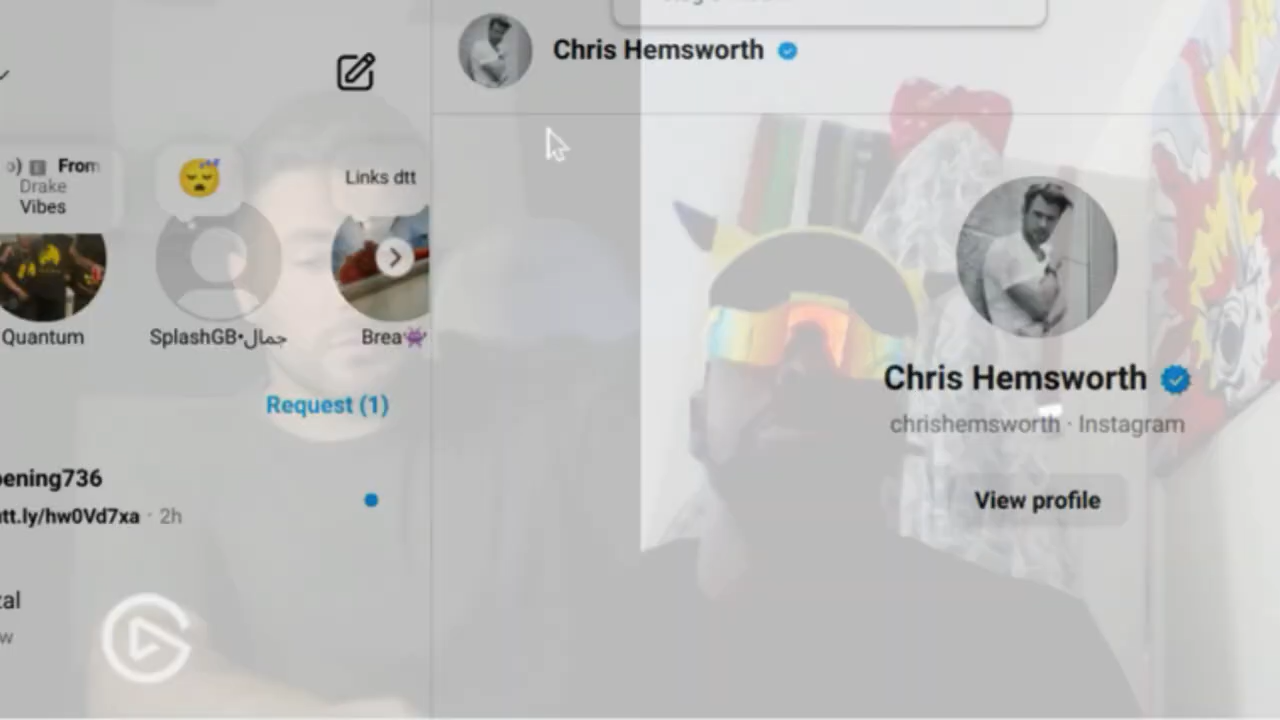 Chris Hemsworth
From
Drake
Vibes
Links dtt
Quantum
SplashGB•جمال
Brea
Request (1)
ening736
tt.ly/hw0Vd7xa · 2h
Chris Hemsworth
chrishemsworth · Instagram
View profile